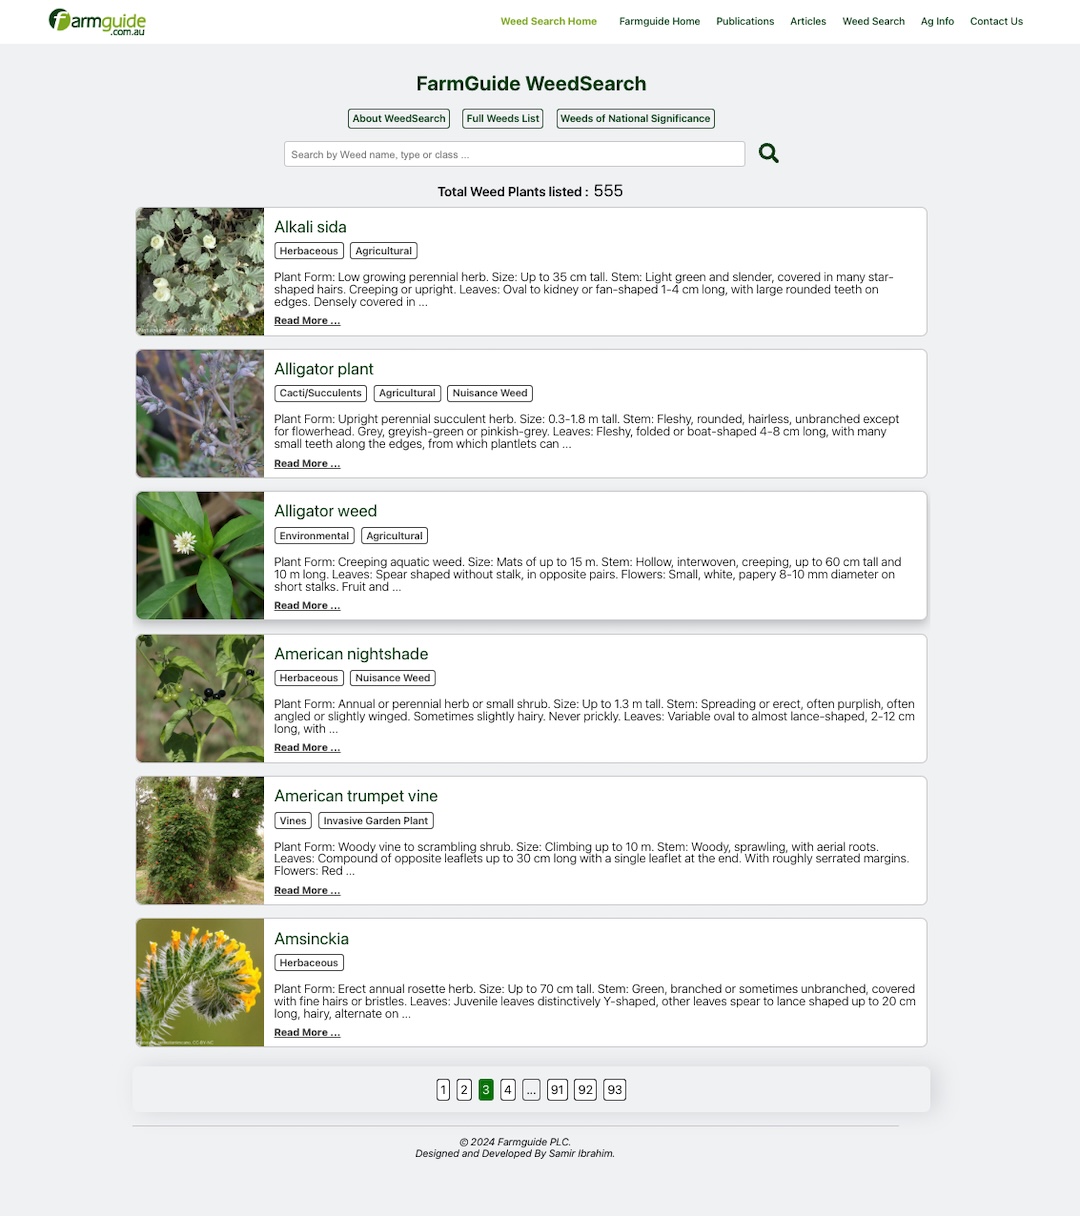 farmguide
.com.au
Weed Search Home Farmguide Home Publications Articles Weed Search Ag Info Contact Us
FarmGuide WeedSearch
About WeedSearch Full Weeds List Weeds of National Significance
Search by Weed name, type or class ...
Total Weed Plants listed : 555
Alkali sida
Herbaceous Agricultural
Plant Form: Low growing perennial herb. Size: Up to 35 cm tall. Stem: Light green and slender, covered in many star-
shaped hairs. Creeping or upright. Leaves: Oval to kidney or fan-shaped 1-4 cm long, with large rounded teeth on
edges. Densely covered in ...
Read More ...
Alligator plant
Cacti/Succulents Agricultural Nuisance Weed
Plant Form: Upright perennial succulent herb. Size: 0.3-1.8 m tall. Stem: Fleshy, rounded, hairless, unbranched except
for flowerhead. Grey, greyish-green or pinkish-grey. Leaves: Fleshy, folded or boat-shaped 4-8 cm long, with many
small teeth along the edges, from which plantlets can ...
Read More ...
Alligator weed
Environmental Agricultural
Plant Form: Creeping aquatic weed. Size: Mats of up to 15 m. Stem: Hollow, interwoven, creeping, up to 60 cm tall and
10 m long. Leaves: Spear shaped without stalk, in opposite pairs. Flowers: Small, white, papery 8-10 mm diameter on
short stalks. Fruit and ...
Read More ...
American nightshade
Herbaceous Nuisance Weed
Plant Form: Annual or perennial herb or small shrub. Size: Up to 1.3 m tall. Stem: Spreading or erect, often purplish, often
angled or slightly winged. Sometimes slightly hairy. Never prickly. Leaves: Variable oval to almost lance-shaped, 2-12 cm
long, with ...
Read More ...
American trumpet vine
Vines Invasive Garden Plant
Plant Form: Woody vine to scrambling shrub. Size: Climbing up to 10 m. Stem: Woody, sprawling, with aerial roots.
Leaves: Compound of opposite leaflets up to 30 cm long with a single leaflet at the end. With roughly serrated margins.
Flowers: Red ...
Read More ...
Amsinckia
Herbaceous
Plant Form: Erect annual rosette herb. Size: Up to 70 cm tall. Stem: Green, branched or sometimes unbranched, covered
with fine hairs or bristles. Leaves: Juvenile leaves distinctively Y-shaped, other leaves spear to lance shaped up to 20 cm
long, hairy, alternate on ...
Read More ...
1 2 3 4 ... 91 92 93
© 2024 Farmguide PLC.
Designed and Developed By Samir Ibrahim.